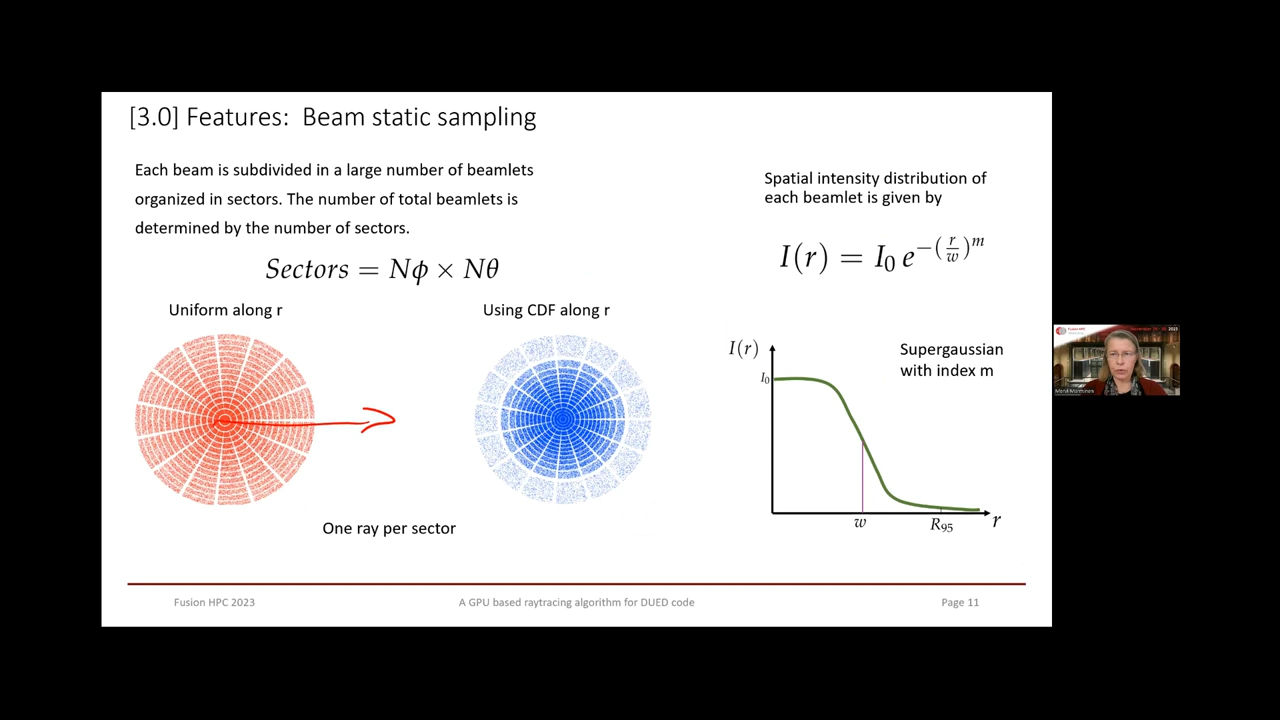 [3.0] Features: Beam static sampling
Each beam is subdivided in a large number of beamlets
organized in sectors. The number of total beamlets is
determined by the number of sectors.
Sectors = Nϕ × Nθ
Uniform along r
Using CDF along r
One ray per sector
Spatial intensity distribution of
each beamlet is given by
I(r) = I₀ e^{-(r/w)^m}
I(r)
I₀
Supergaussian
with index m
w
R₉₅
r
Fusion HPC 2023
A GPU based raytracing algorithm for DUED code
Page 11
Fusion HPC
2023